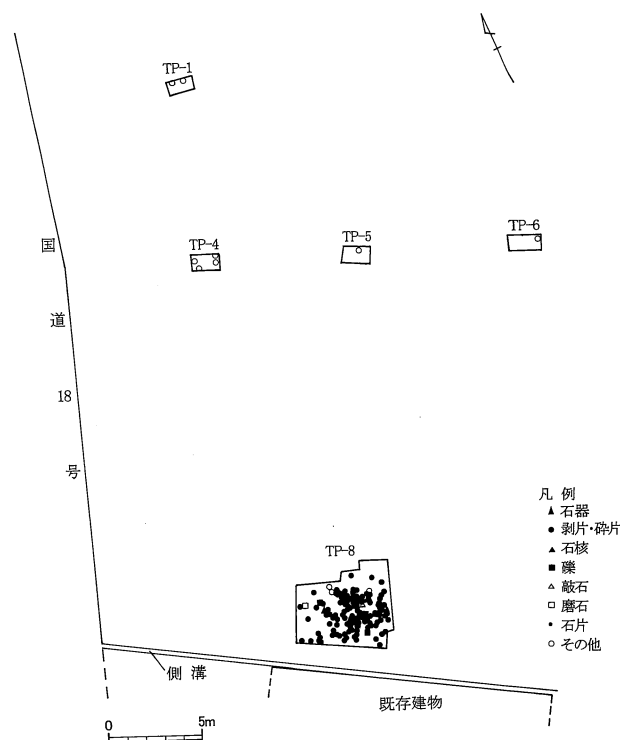 TP-1
TP-4
TP-5
TP-6
国道18号
TP-8
凡 例
石器
剥片・砕片
石核
礫
敲石
磨石
石片
その他
側 溝
既存建物
0 5m